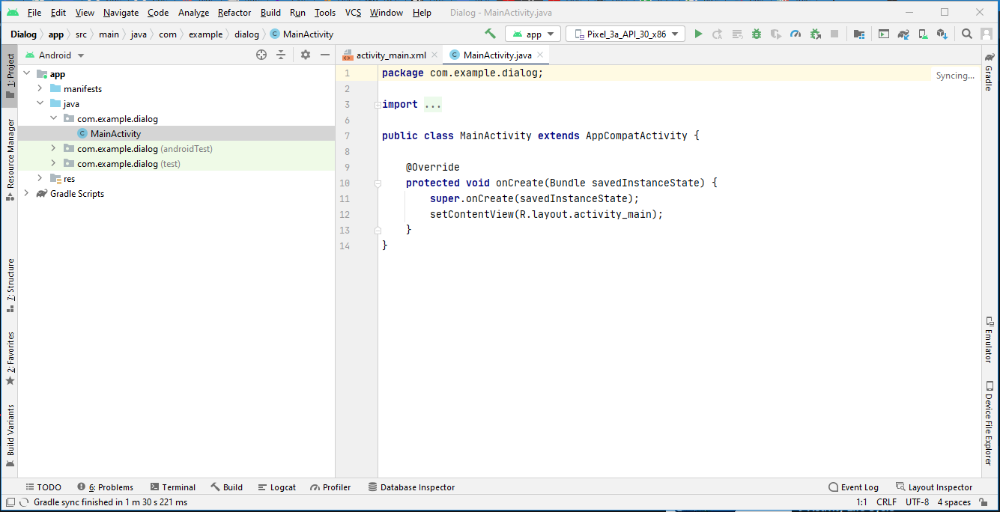 File Edit View Navigate Code Analyze Refactor Build Run Tools VCS Window Help Dialog - MainActivity.java
Dialog app src main java com example dialog MainActivity app Pixel_3a_API_30_x86
Android
activity_main.xml MainActivity.java
1: Project
Resource Manager
7: Structure
2: Favorites
Build Variants
app
manifests
java
com.example.dialog
MainActivity
com.example.dialog (androidTest)
com.example.dialog (test)
res
Gradle Scripts
1 package com.example.dialog;
2
3 import ...
6
7 public class MainActivity extends AppCompatActivity {
8
9 @Override
10 protected void onCreate(Bundle savedInstanceState) {
11 super.onCreate(savedInstanceState);
12 setContentView(R.layout.activity_main);
13 }
14 }
Syncing...
Gradle
Emulator
Device File Explorer
TODO 6: Problems Terminal Build Logcat Profiler Database Inspector Event Log Layout Inspector
Gradle sync finished in 1 m 30 s 221 ms 1:1 CRLF UTF-8 4 spaces